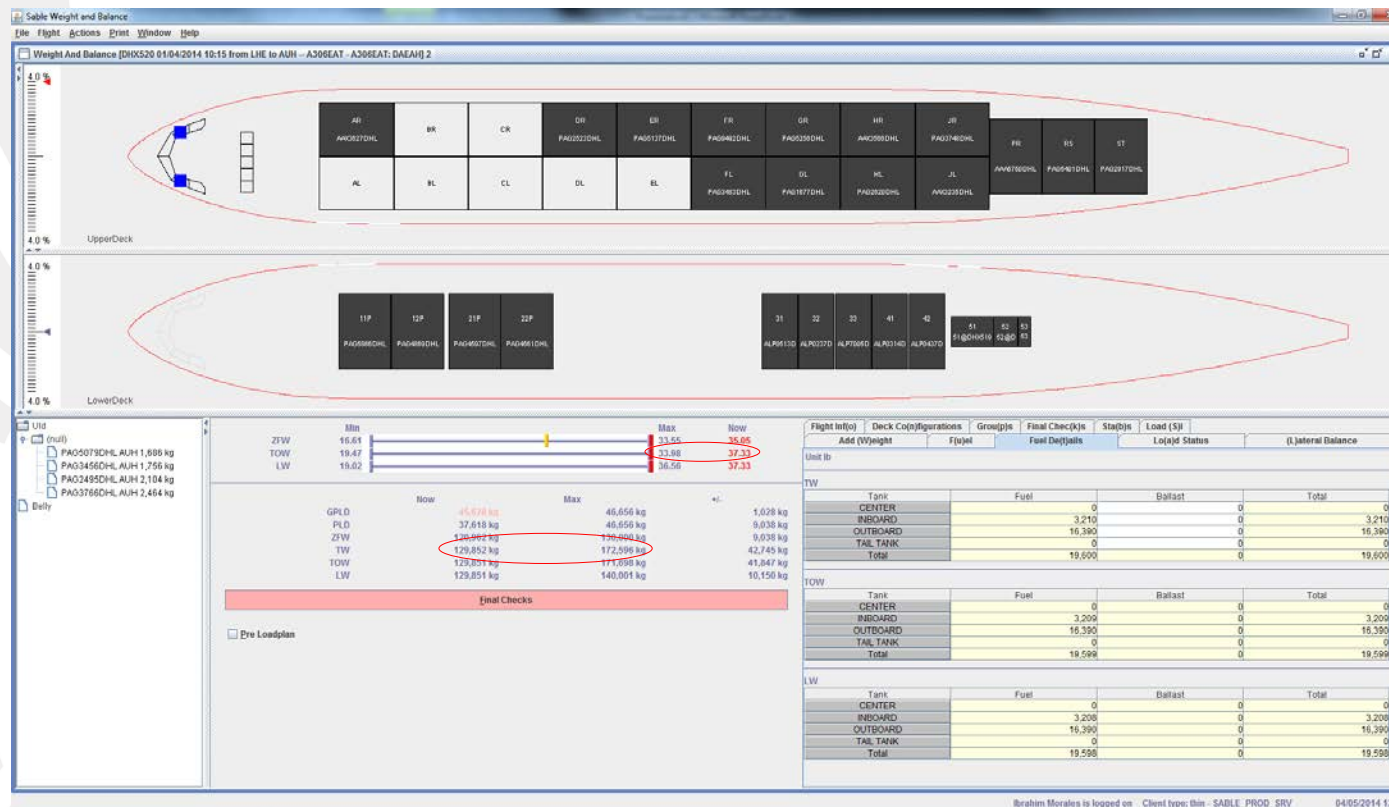 Sable Weight and Balance
File Flight Actions Print Window Help
Weight And Balance [DHX520 01/04/2014 10:15 from LHE to AUH -- A306EAT - A306EAT: DAEAH] 2
4.0 %
AR BR CR DR ER FR GR HR JR
PR RS ST
AL BL CL DL EL FL GL HL JL
4.0 % UpperDeck
4.0 %
11P 12P 21P 22P 31 32 33 41 42
51 52 53
4.0 % LowerDeck
Uld
(null)
PAG5079DHL AUH 1,686 kg
PAG3456DHL AUH 1,756 kg
PAG2495DHL AUH 2,104 kg
PAG3766DHL AUH 2,464 kg
Belly
Min Max Now
ZFW 16.61 33.55 35.05
TOW 19.47 33.98 37.33
LW 19.02 36.56 37.33
Now Max +/-
GPLD 46,656 kg 1,028 kg
PLD 37,618 kg 46,656 kg 9,038 kg
ZFW 9,038 kg
TW 129,852 kg 172,596 kg 42,745 kg
TOW 129,851 kg 171,698 kg 41,847 kg
LW 129,851 kg 140,001 kg 10,150 kg
Final Checks
Pre Loadplan
Flight Inf(o) Deck Co(n)figurations Grou(p)s Final Chec(k)s Sta(b)s Load (S)I
Add (W)eight F(u)el Fuel De(t)ails Lo(a)d Status (L)ateral Balance
Unit lb
TW
Tank Fuel Ballast Total
CENTER 0 0 0
INBOARD 3,210 0 3,210
OUTBOARD 16,390 0 16,390
TAIL TANK 0 0 0
Total 19,600 0 19,600
TOW
Tank Fuel Ballast Total
CENTER 0 0 0
INBOARD 3,209 0 3,209
OUTBOARD 16,390 0 16,390
TAIL TANK 0 0 0
Total 19,599 0 19,599
LW
Tank Fuel Ballast Total
CENTER 0 0 0
INBOARD 3,208 0 3,208
OUTBOARD 16,390 0 16,390
TAIL TANK 0 0 0
Total 19,598 0 19,598
Ibrahim Morales is logged on Client type: thin - SABLE_PROD_SRV 04/05/2014